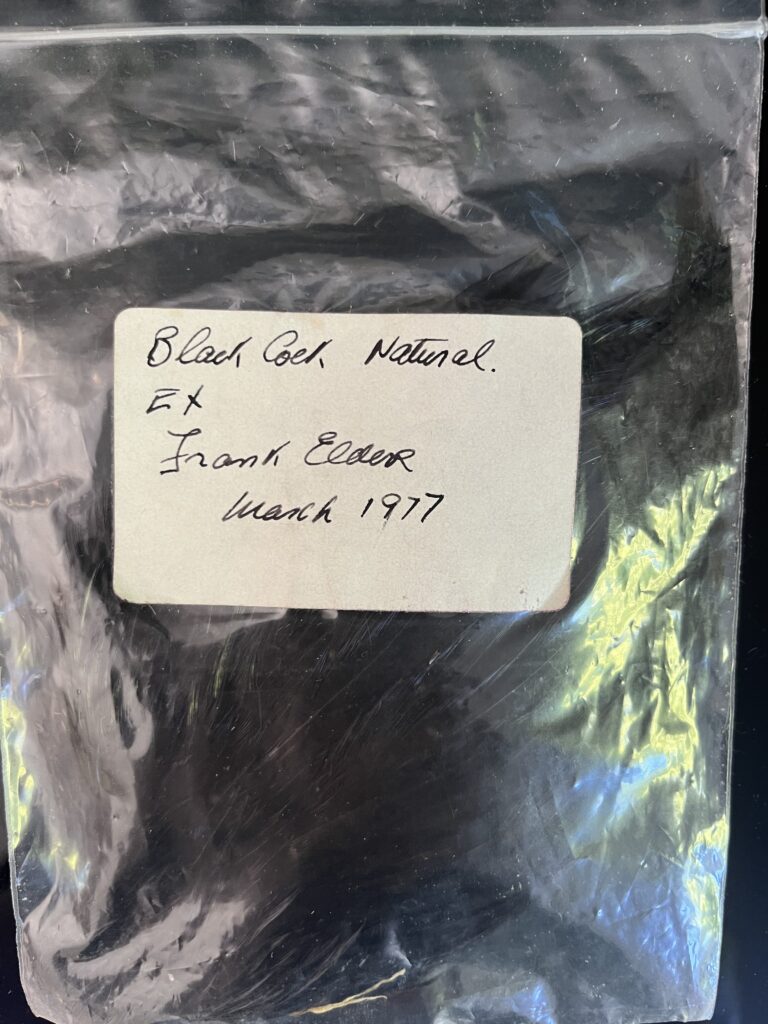 Black Cock Natural.
EX
Frank Elder
March 1977